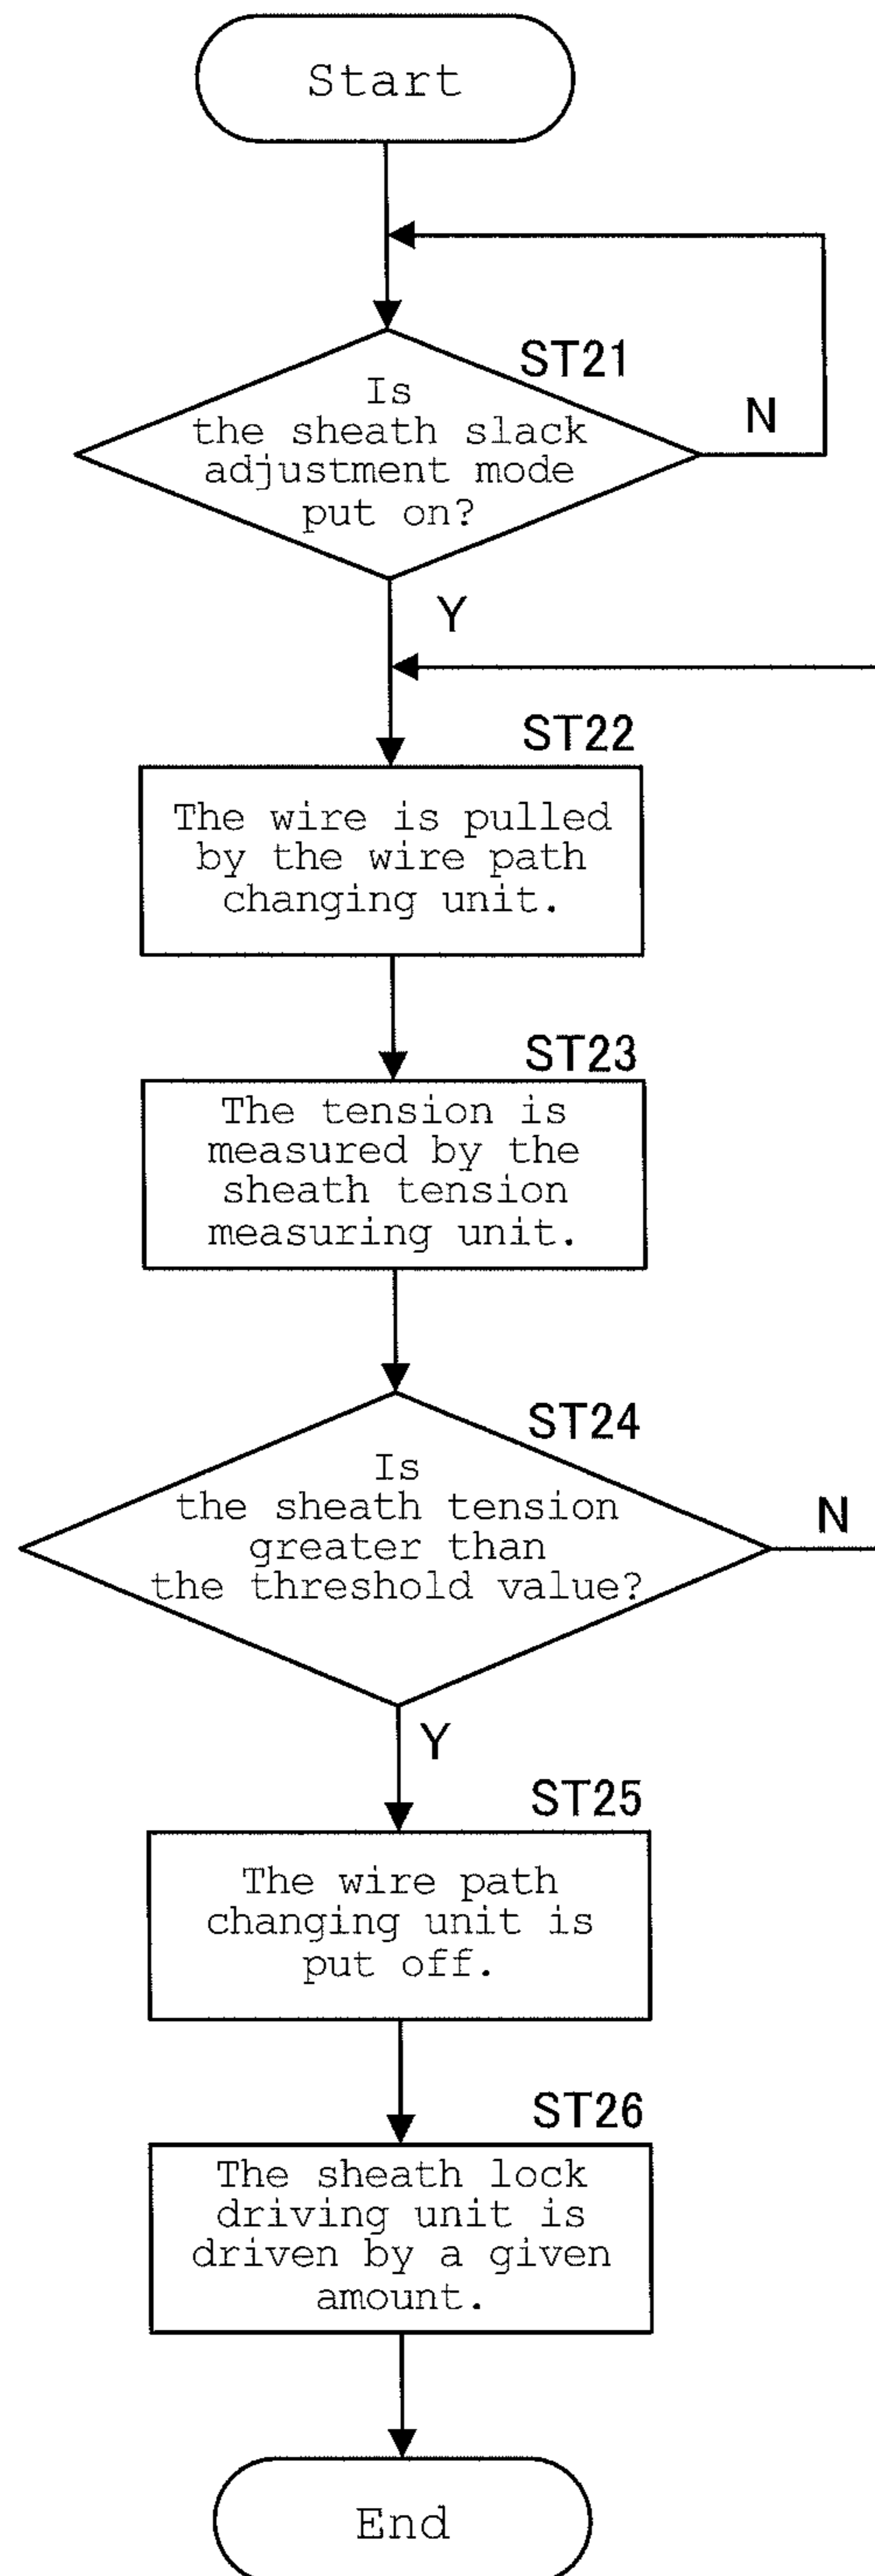 Start
ST21
Is
the sheath slack
adjustment mode
put on?
N
Y
ST22
The wire is pulled
by the wire path
changing unit.
ST23
The tension is
measured by the
sheath tension
measuring unit.
ST24
Is
the sheath tension
greater than
the threshold value?
N
Y
ST25
The wire path
changing unit is
put off.
ST26
The sheath lock
driving unit is
driven by a given
amount.
End